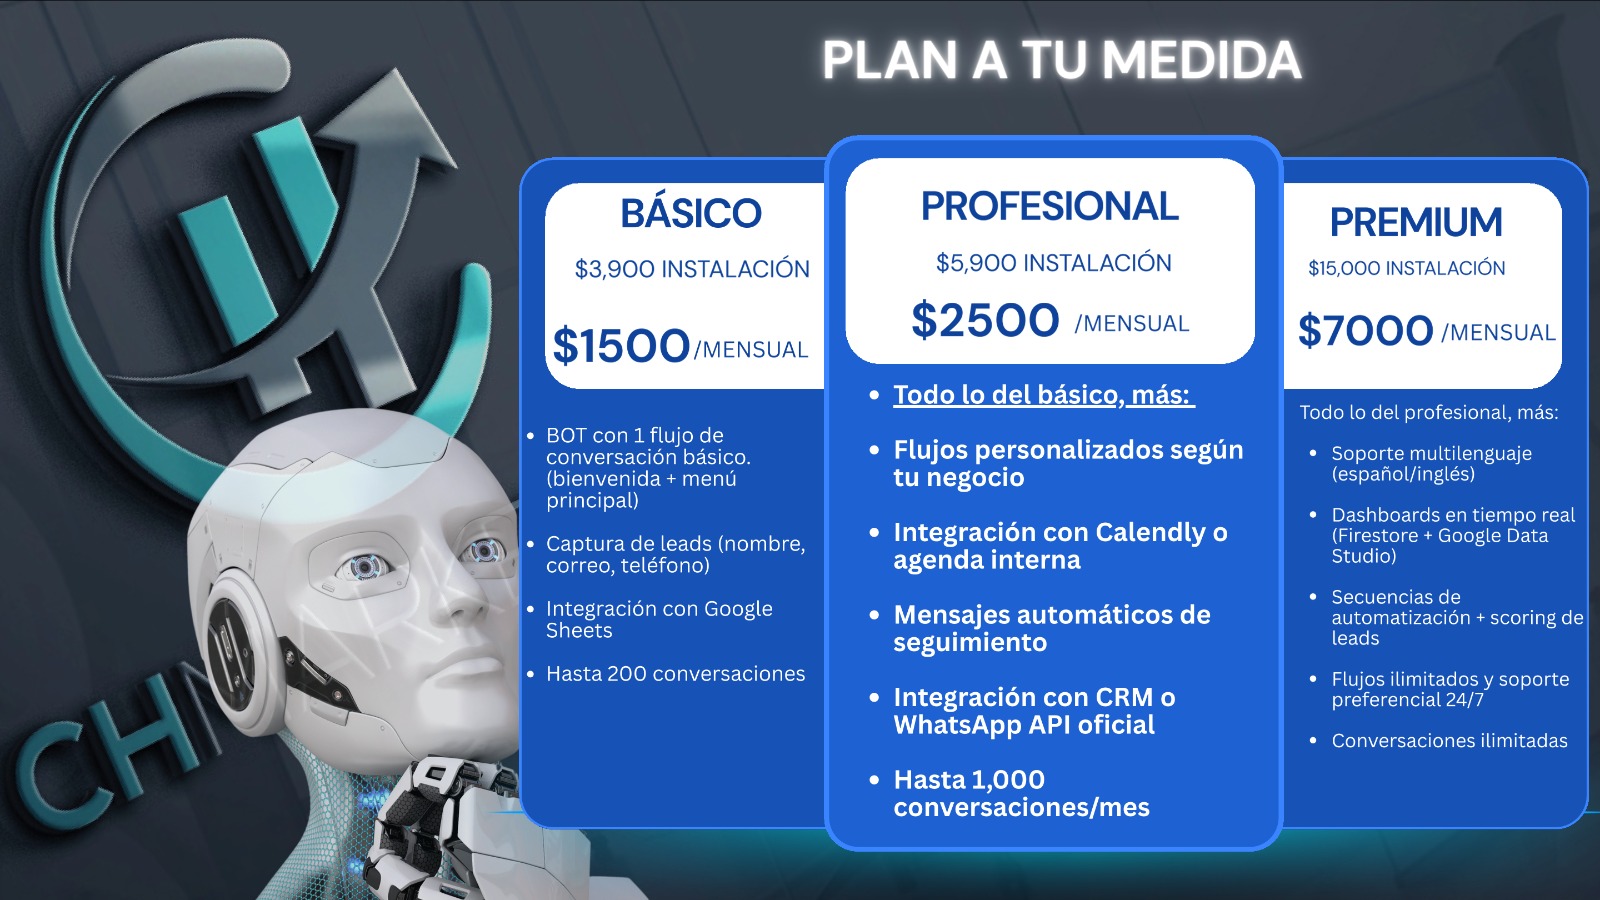 PLAN A TU MEDIDA
BÁSICO
$3,900 INSTALACIÓN
$1500/MENSUAL
• BOT con 1 flujo de
conversación básico.
(bienvenida + menú
principal)
• Captura de leads (nombre,
correo, teléfono)
• Integración con Google
Sheets
• Hasta 200 conversaciones
PROFESIONAL
$5,900 INSTALACIÓN
$2500 /MENSUAL
• Todo lo del básico, más:
• Flujos personalizados según
tu negocio
• Integración con Calendly o
agenda interna
• Mensajes automáticos de
seguimiento
• Integración con CRM o
WhatsApp API oficial
• Hasta 1,000
conversaciones/mes
PREMIUM
$15,000 INSTALACIÓN
$7000 /MENSUAL
Todo lo del profesional, más:
• Soporte multilenguaje
(español/inglés)
• Dashboards en tiempo real
(Firestore + Google Data
Studio)
• Secuencias de
automatización + scoring de
leads
• Flujos ilimitados y soporte
preferencial 24/7
• Conversaciones ilimitadas